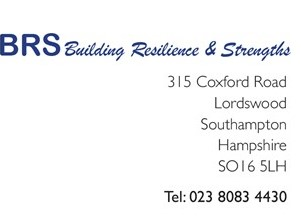 BRS Building Resilience & Strengths
315 Coxford Road
Lordswood
Southampton
Hampshire
SO16 5LH
Tel: 023 8083 4430